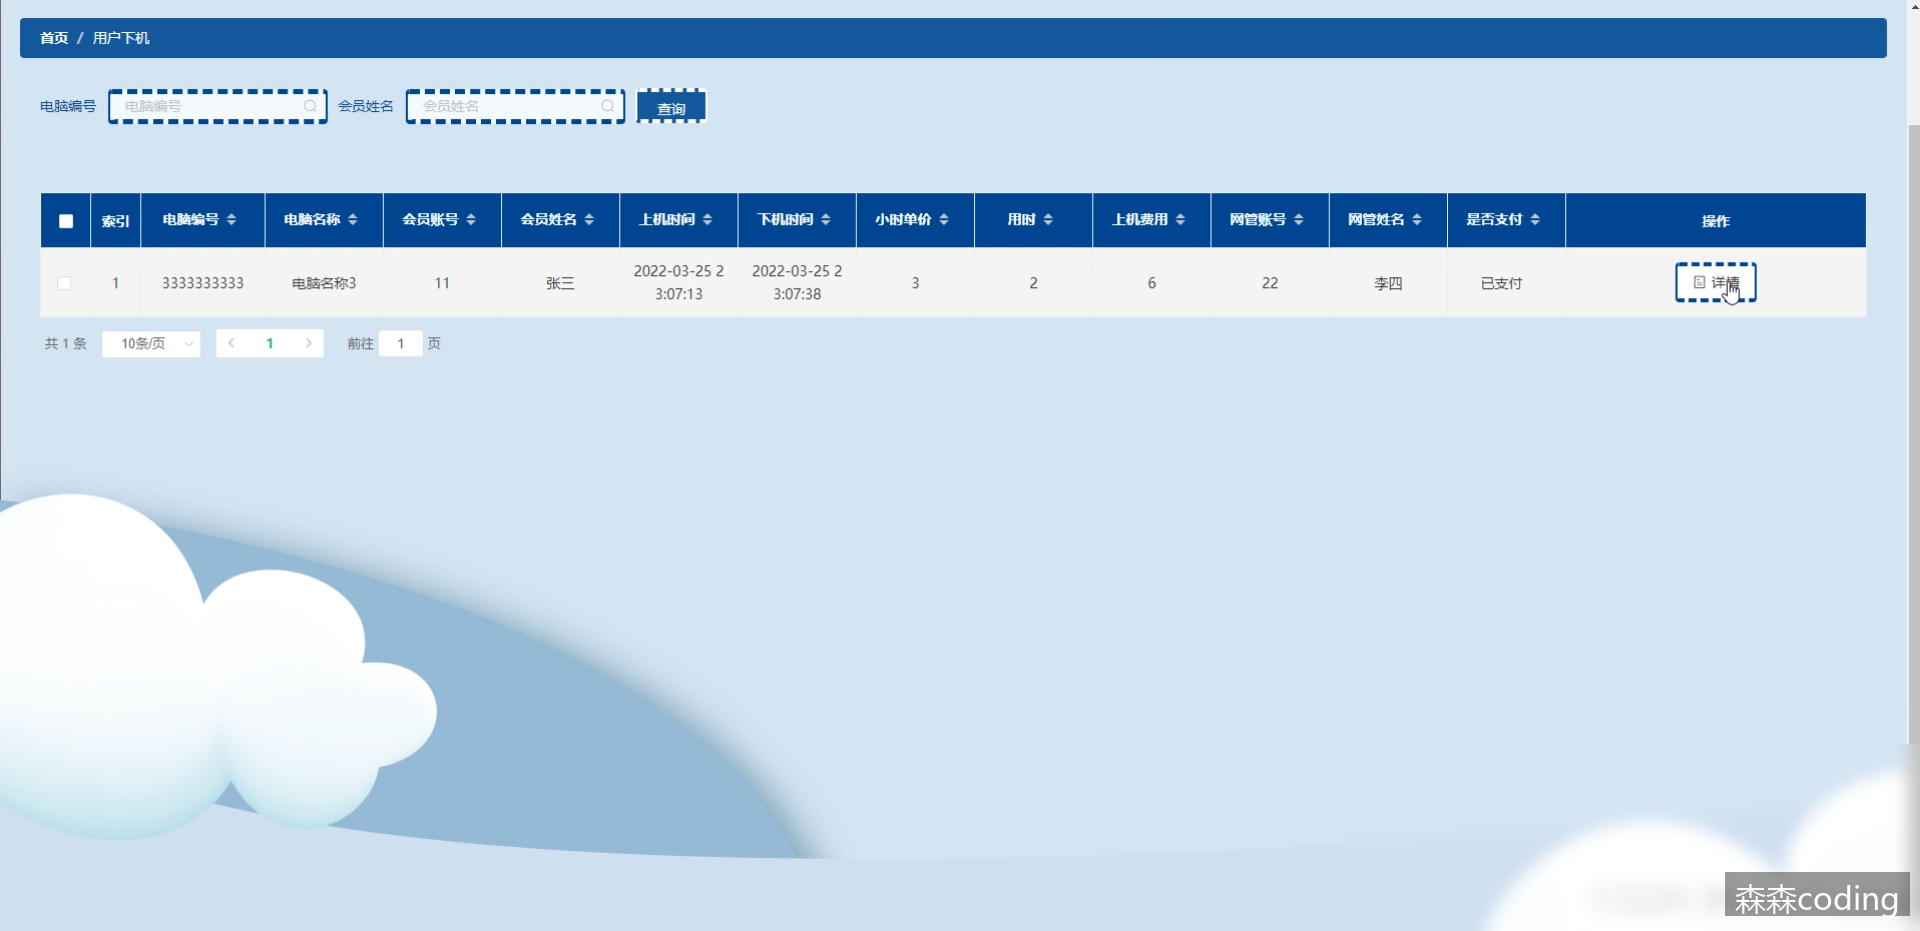 首页 / 用户下机
电脑编号 电脑编号 会员姓名 会员姓名 查询
索引 电脑编号 电脑名称 会员账号 会员姓名 上机时间 下机时间 小时单价 用时 上机费用 网管账号 网管姓名 是否支付 操作
1 3333333333 电脑名称3 11 张三 2022-03-25 2 2022-03-25 2 3 2 6 22 李四 已支付 详情
3:07:13 3:07:38
共 1 条 10条/页 1 前往 1 页
森森coding